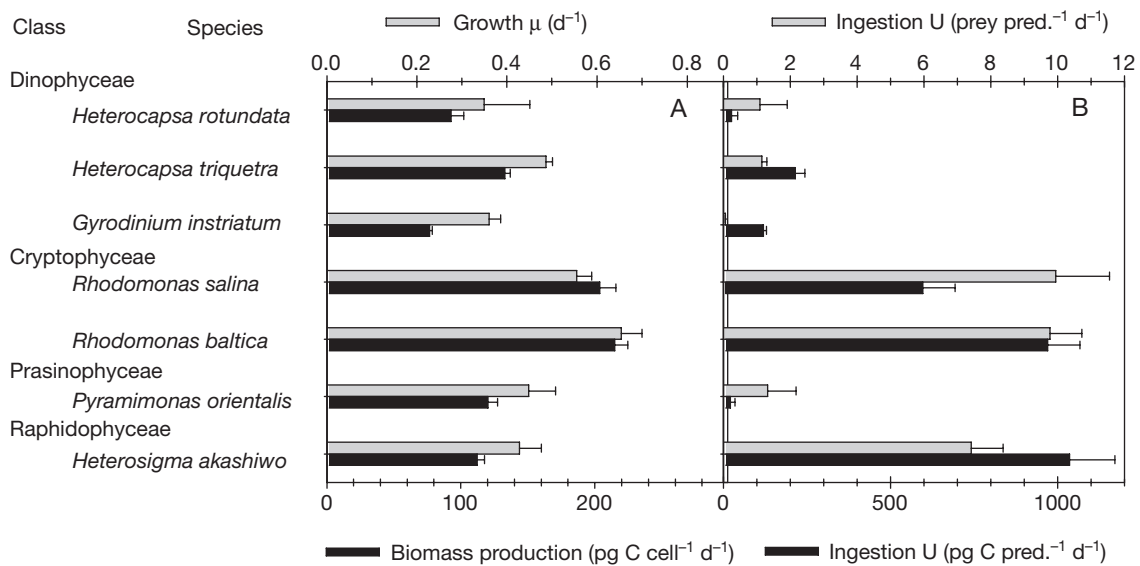 Class Species Growth μ (d⁻¹) Ingestion U (prey pred.⁻¹ d⁻¹)
0.0 0.2 0.4 0.6 0.8 0 2 4 6 8 10 12
Dinophyceae
A B
Heterocapsa rotundata
Heterocapsa triquetra
Gyrodinium instriatum
Cryptophyceae
Rhodomonas salina
Rhodomonas baltica
Prasinophyceae
Pyramimonas orientalis
Raphidophyceae
Heterosigma akashiwo
0 100 200 0 500 1000
Biomass production (pg C cell⁻¹ d⁻¹) Ingestion U (pg C pred.⁻¹ d⁻¹)